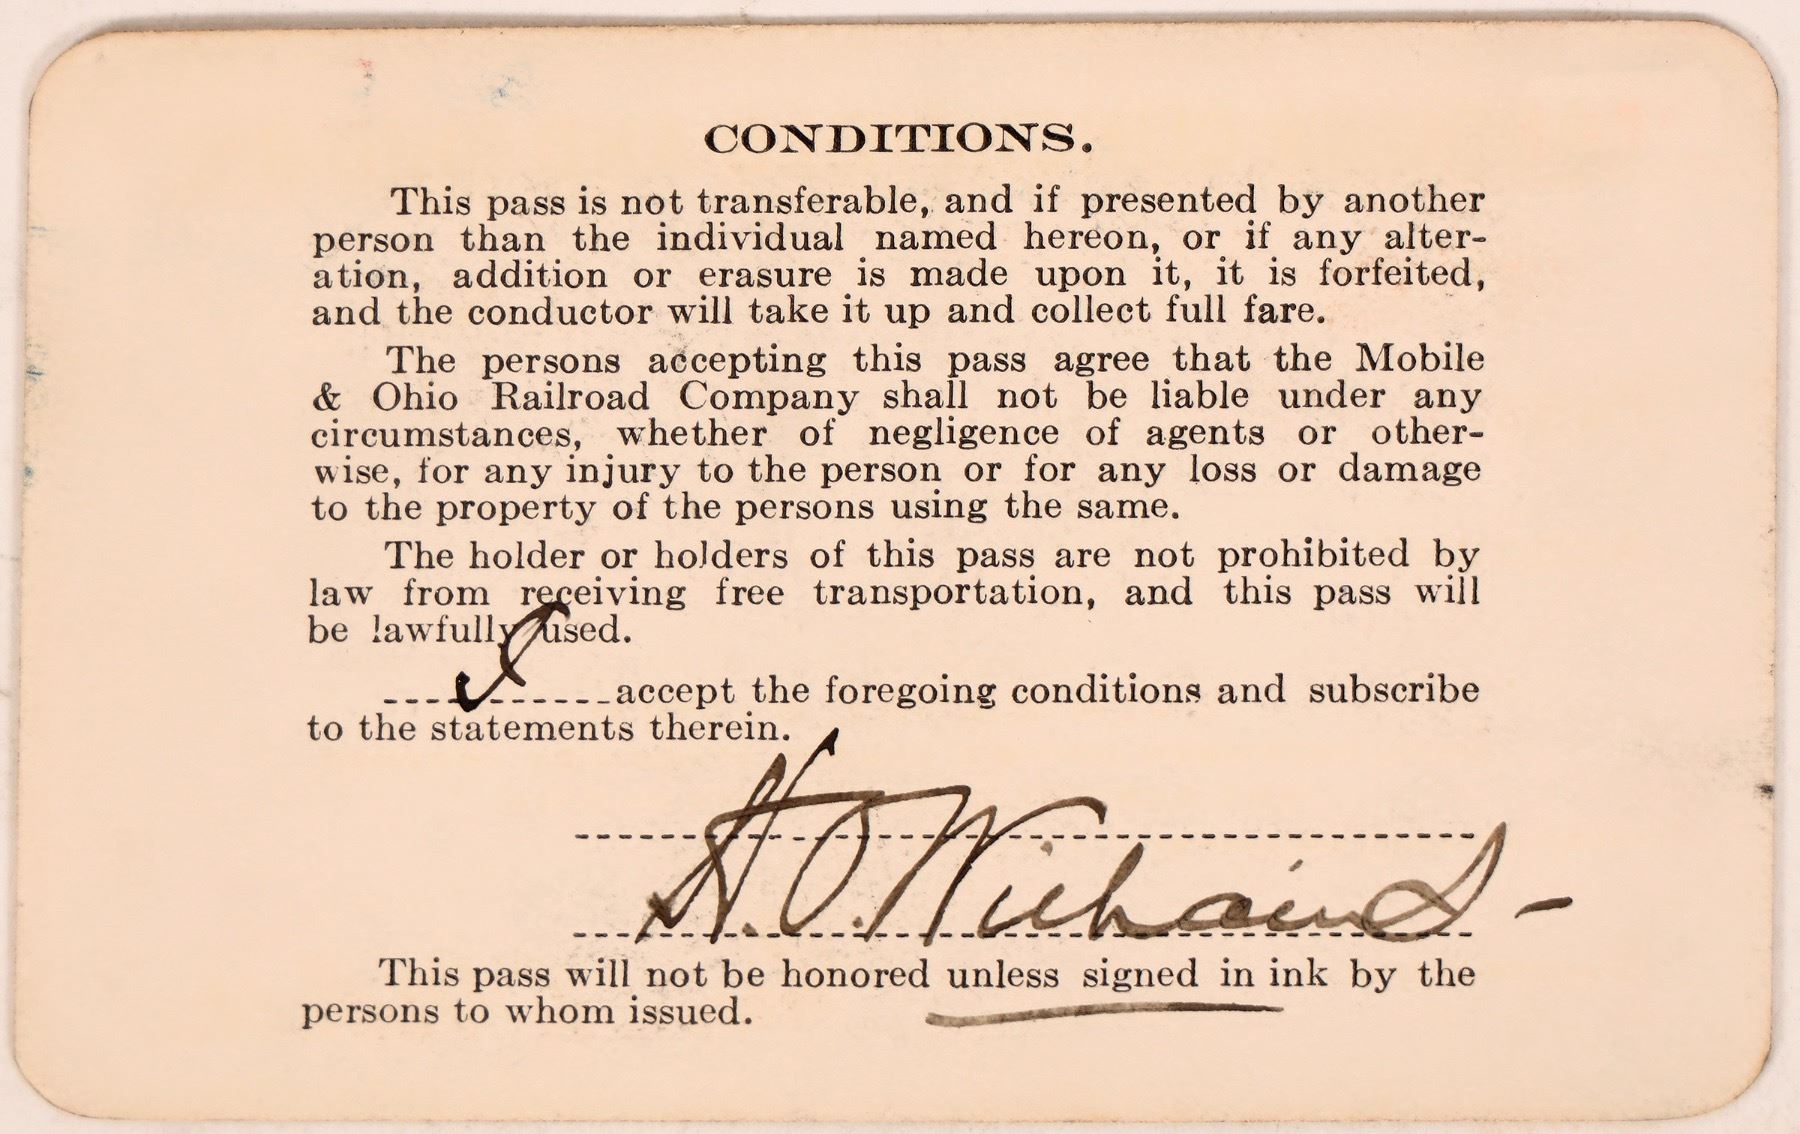 CONDITIONS.
This pass is not transferable, and if presented by another
person than the individual named hereon, or if any alter-
ation, addition or erasure is made upon it, it is forfeited,
and the conductor will take it up and collect full fare.
The persons accepting this pass agree that the Mobile
& Ohio Railroad Company shall not be liable under any
circumstances, whether of negligence of agents or other-
wise, for any injury to the person or for any loss or damage
to the property of the persons using the same.
The holder or holders of this pass are not prohibited by
law from receiving free transportation, and this pass will
be lawfully used.
I accept the foregoing conditions and subscribe
to the statements therein.
H. O.
This pass will not be honored unless signed in ink by the
persons to whom issued.